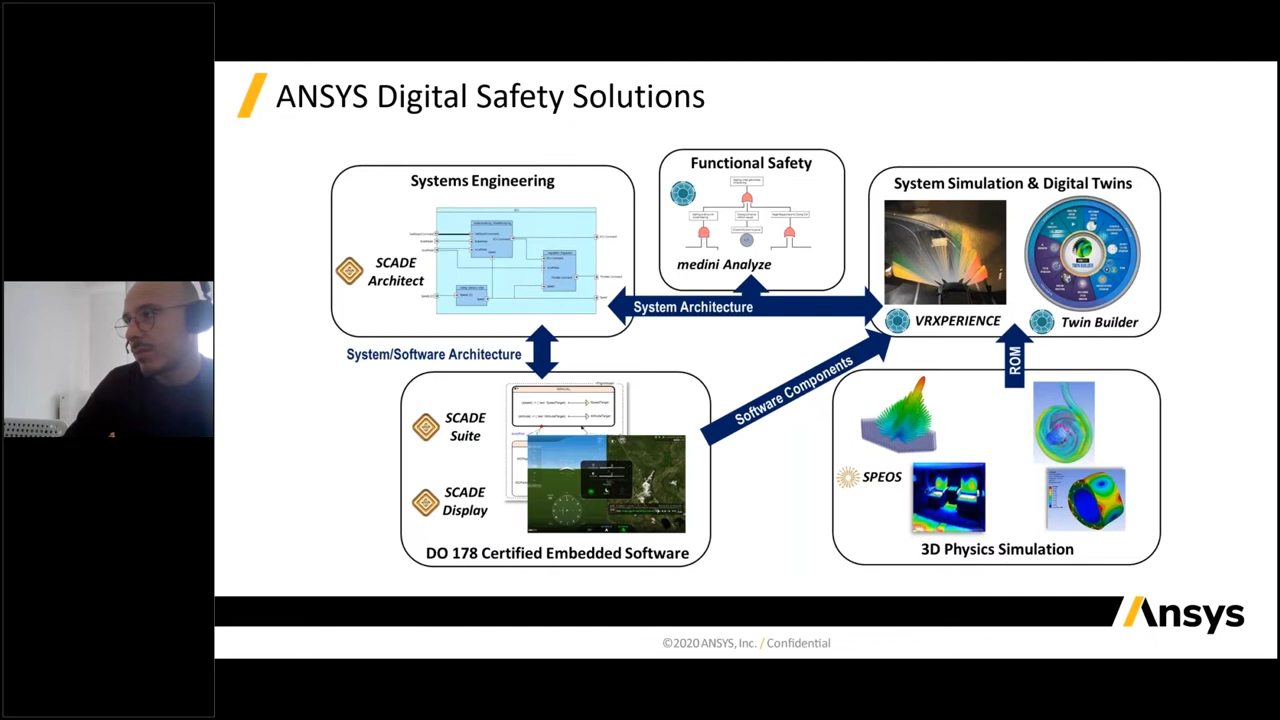 ANSYS Digital Safety Solutions
Systems Engineering
SCADE
Architect
Functional Safety
medini Analyze
System Simulation & Digital Twins
TWIN BUILDER
VRXPERIENCE
Twin Builder
System Architecture
System/Software Architecture
Software Components
ROM
SCADE
Suite
SCADE
Display
DO 178 Certified Embedded Software
SPEOS
3D Physics Simulation
Ansys
©2020 ANSYS, Inc. / Confidential